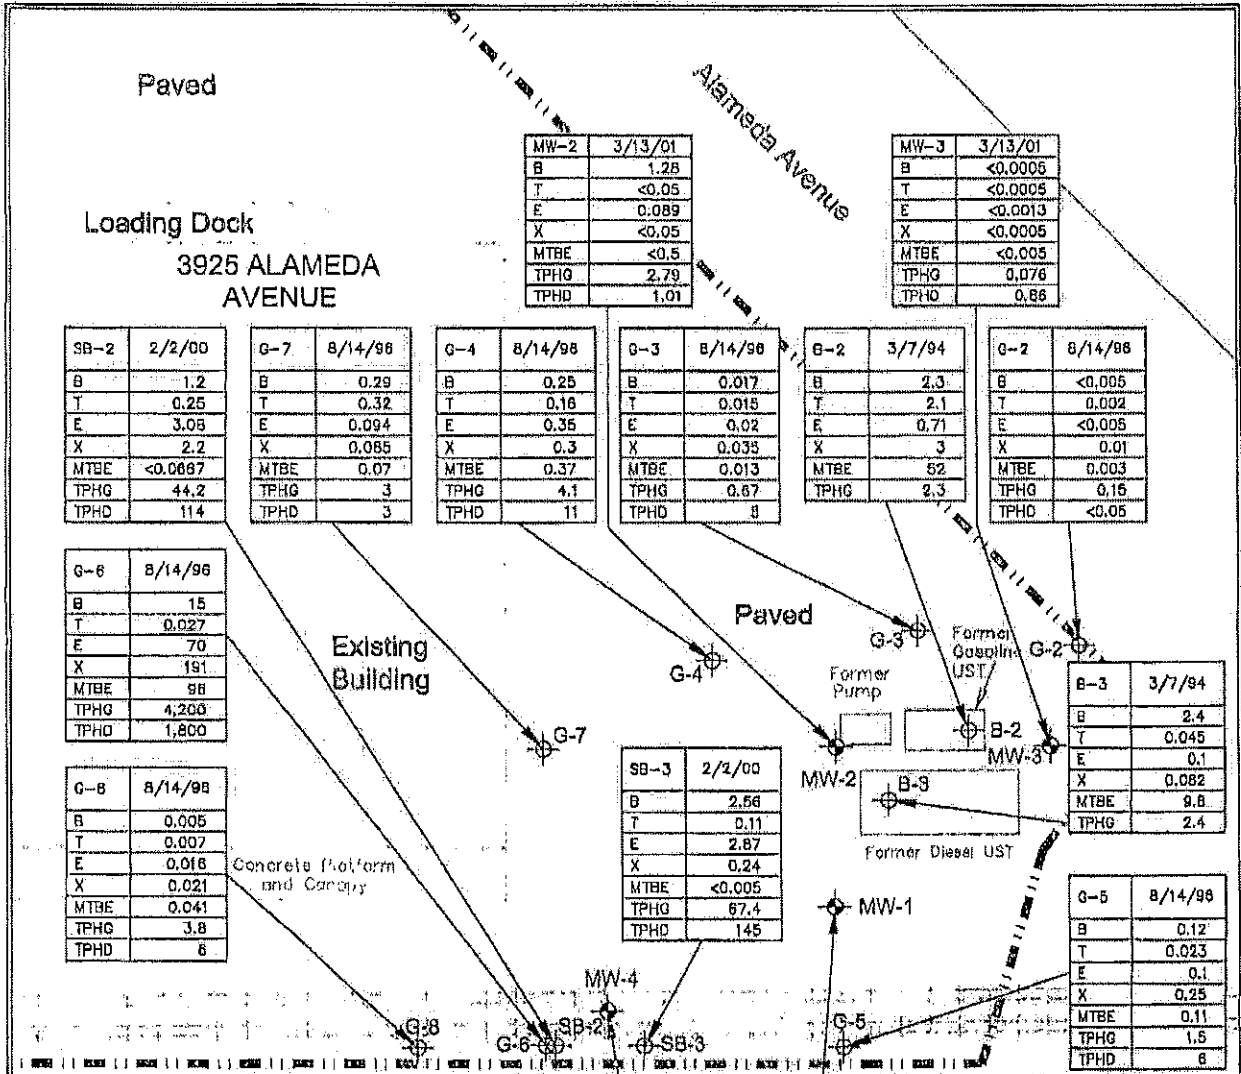 Paved
Alameda Avenue
Loading Dock
3925 ALAMEDA
AVENUE
MW-2 3/13/01
B 1.28
T <0.05
E 0.089
X <0.05
MTBE <0.5
TPHG 2.79
TPHD 1.01
MW-3 3/13/01
B <0.0005
T <0.0005
E <0.0013
X <0.0005
MTBE <0.005
TPHG 0.076
TPHD 0.66
SB-2 2/2/00
B 1.2
T 0.25
E 3.06
X 2.2
MTBE <0.0667
TPHG 44.2
TPHD 114
G-7 8/14/96
B 0.29
T 0.32
E 0.094
X 0.065
MTBE 0.07
TPHG 3
TPHD 3
G-4 8/14/96
B 0.25
T 0.16
E 0.35
X 0.3
MTBE 0.37
TPHG 4.1
TPHD 11
G-3 8/14/96
B 0.017
T 0.015
E 0.02
X 0.035
MTBE 0.013
TPHG 0.67
TPHD 8
B-2 3/7/94
B 2.3
T 2.1
E 0.71
X 3
MTBE 52
TPHG 2.3
G-2 8/14/96
B <0.005
T 0.002
E <0.005
X 0.01
MTBE 0.003
TPHG 0.15
TPHD <0.05
G-6 8/14/96
B 15
T 0.027
E 70
X 191
MTBE 96
TPHG 4,200
TPHD 1,800
Existing
Building
Paved
G-7
G-4
G-3
Former
Gasoline
UST
G-2
Former
Pump
B-2
MW-2
MW-3
B-3
Former Diesel UST
B-3 3/7/94
B 2.4
T 0.045
E 0.1
X 0.082
MTBE 9.8
TPHG 2.4
G-8 8/14/96
B 0.005
T 0.007
E 0.016
X 0.021
MTBE 0.041
TPHG 3.8
TPHD 6
Concrete Platform
and Canopy
SB-3 2/2/00
B 2.56
T 0.11
E 2.87
X 0.24
MTBE <0.005
TPHG 67.4
TPHD 145
MW-1
G-5 8/14/96
B 0.12
T 0.023
E 0.1
X 0.25
MTBE 0.11
TPHG 1.5
TPHD 6
MW-4
G-8
G-6
SB-2
SB-3
G-5